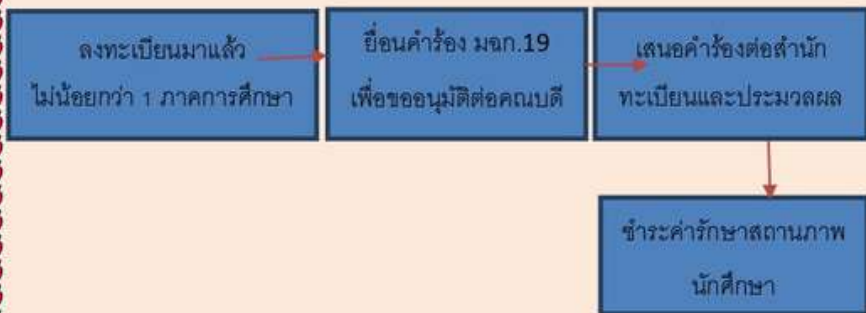 ลงทะเบียนมาแล้ว
ไม่น้อยกว่า 1 ภาคการศึกษา
ยื่อนคำร้อง มฉก.19
เพื่อขออนุมัติต่อคณบดี
เสนอคำร้องต่อสำนัก
ทะเบียนและประมวลผล
ชำระค่ารักษาสถานภาพ
นักศึกษา